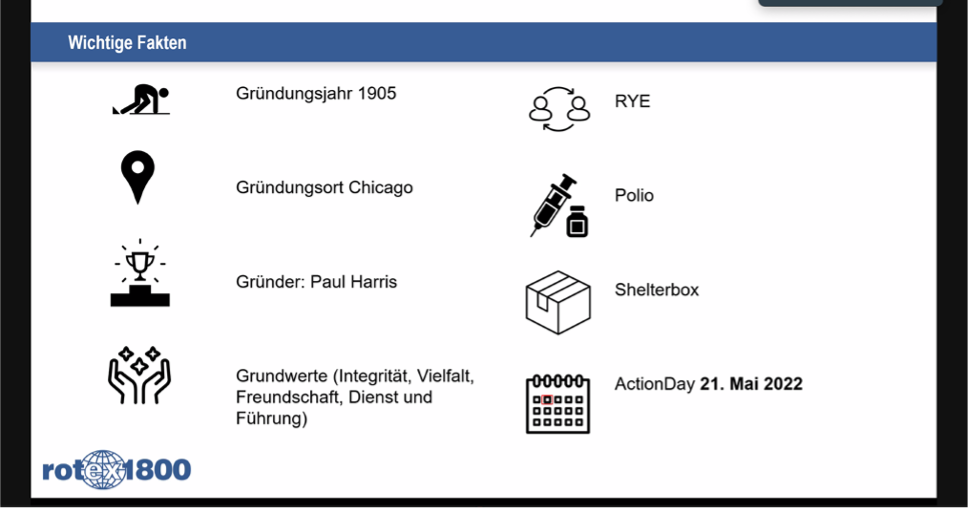 Wichtige Fakten
Gründungsjahr 1905
Gründungsort Chicago
Gründer: Paul Harris
Grundwerte (Integrität, Vielfalt,
Freundschaft, Dienst und
Führung)
RYE
Polio
Shelterbox
ActionDay 21. Mai 2022
rotex1800